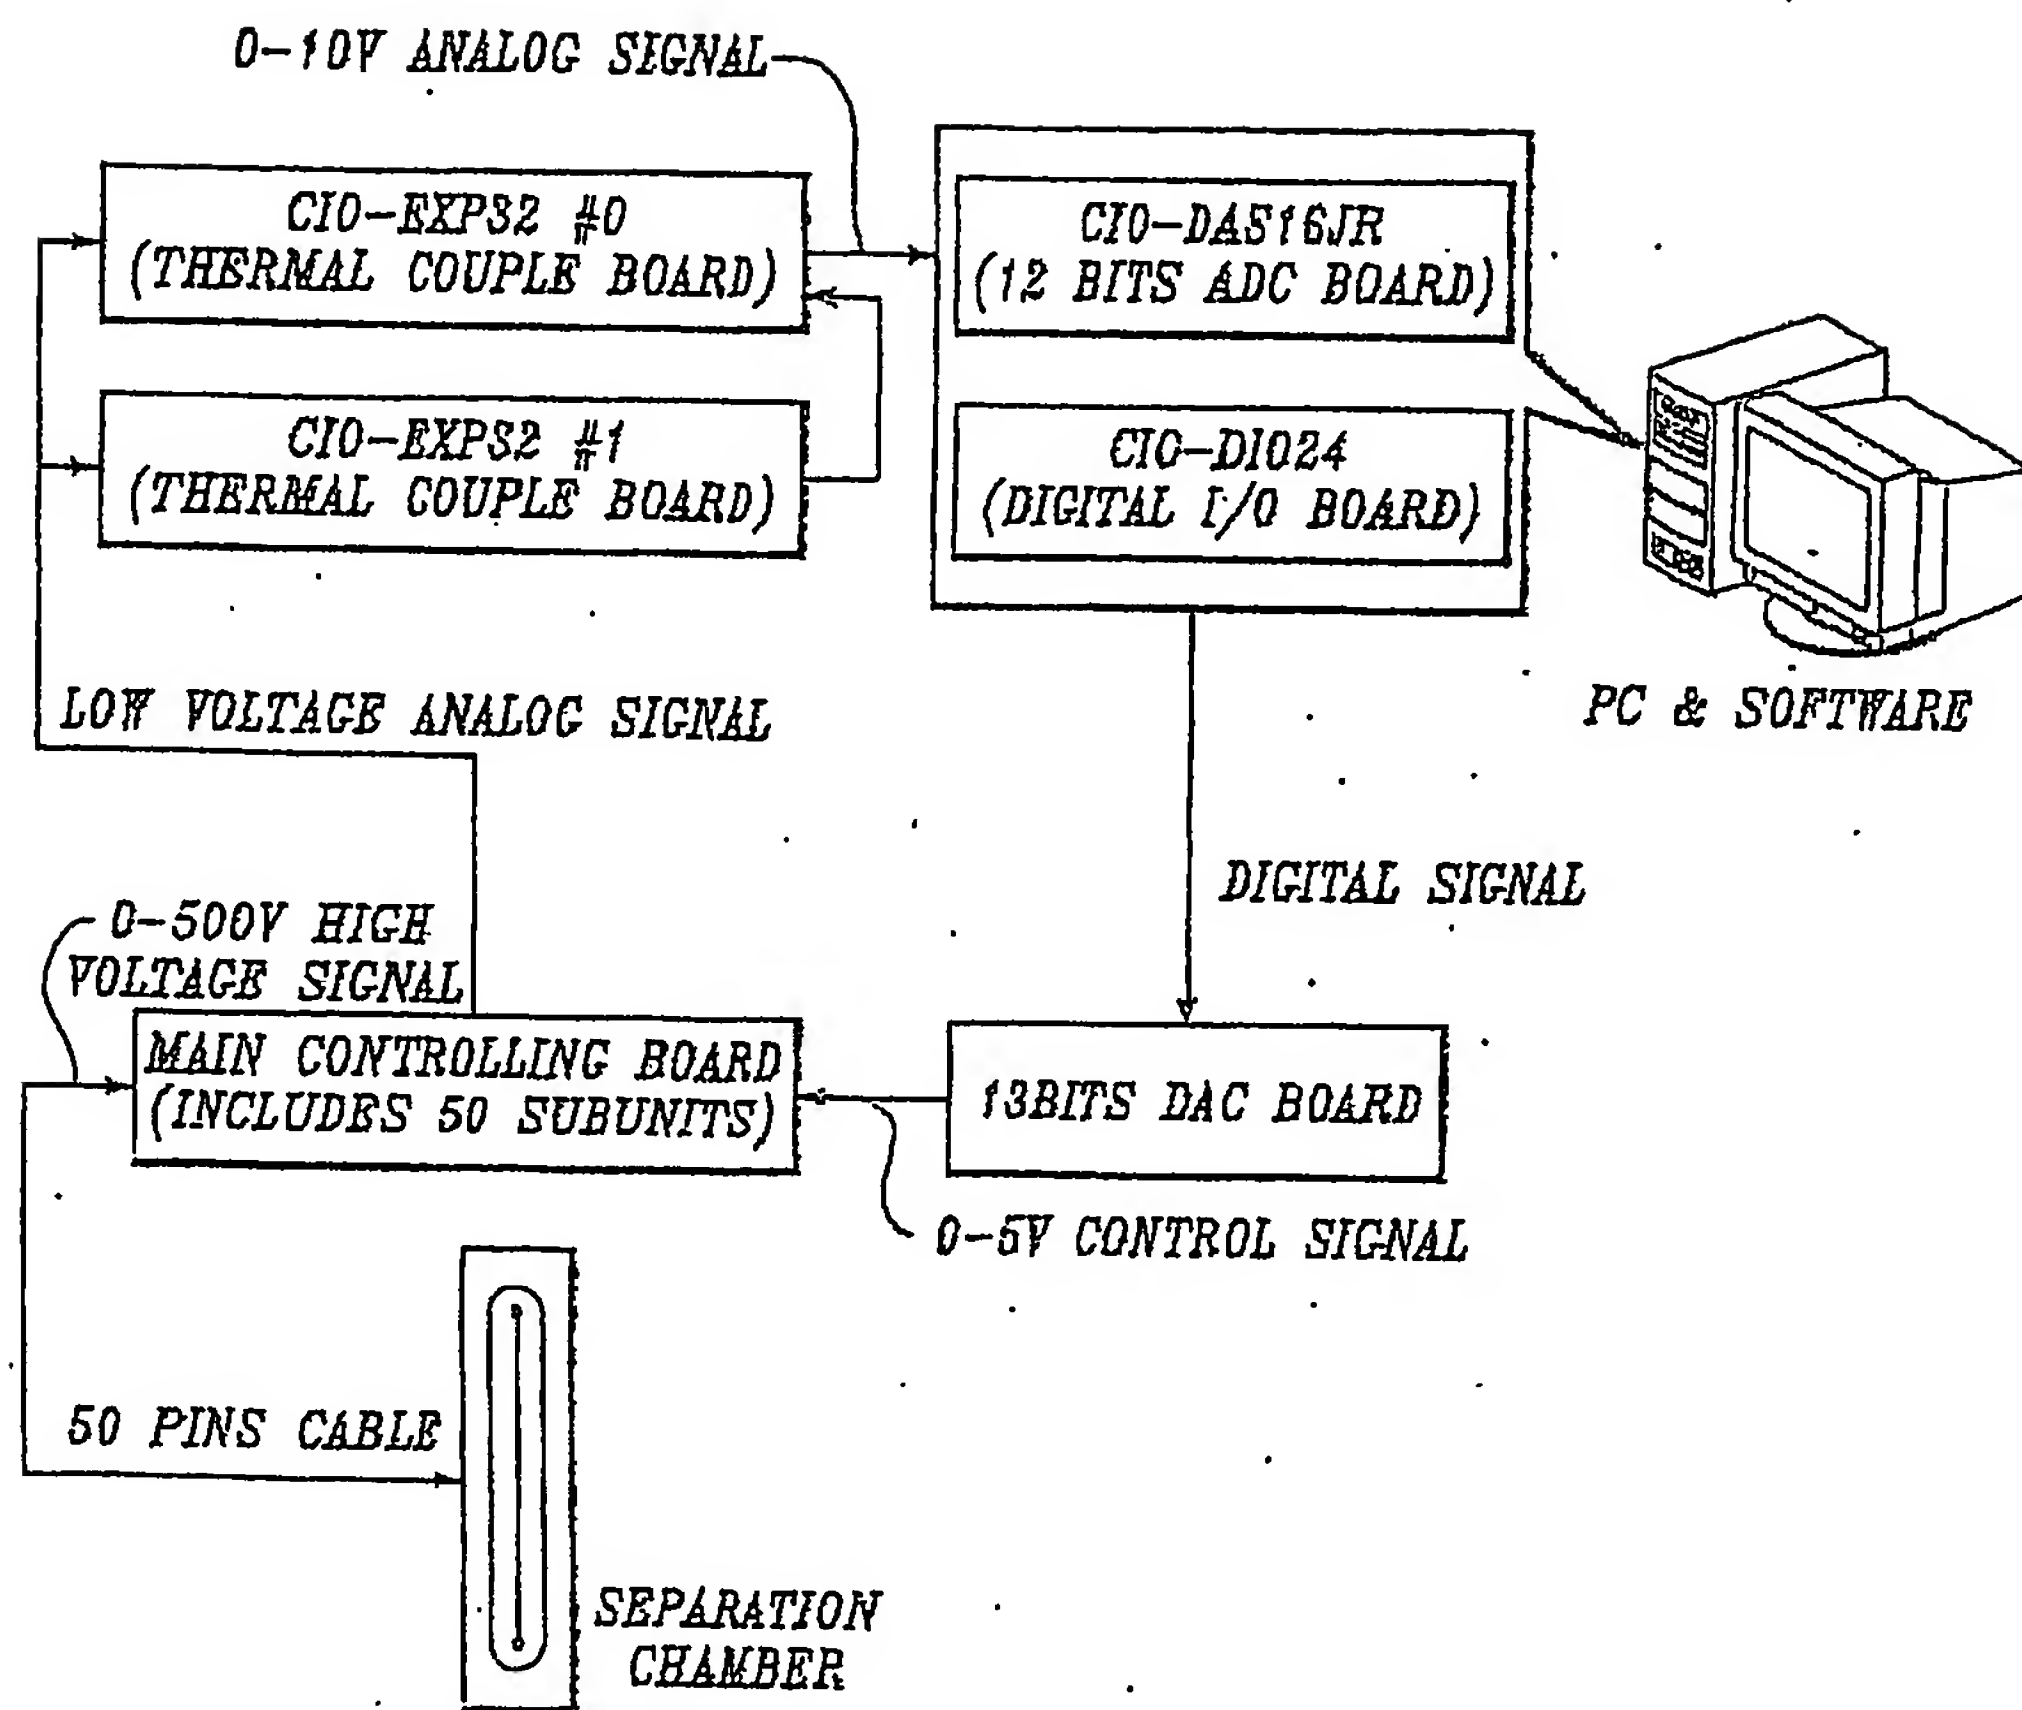 0-10V ANALOG SIGNAL
CIO-EXP32 #0
(THERMAL COUPLE BOARD)
CIO-EXP32 #1
(THERMAL COUPLE BOARD)
CIO-DAS16JR
(12 BITS ADC BOARD)
CIO-DIO24
(DIGITAL I/O BOARD)
PC & SOFTWARE
LOW VOLTAGE ANALOG SIGNAL
DIGITAL SIGNAL
0-500V HIGH
VOLTAGE SIGNAL
MAIN CONTROLLING BOARD
(INCLUDES 50 SUBUNITS)
13BITS DAC BOARD
0-5V CONTROL SIGNAL
50 PINS CABLE
SEPARATION
CHAMBER